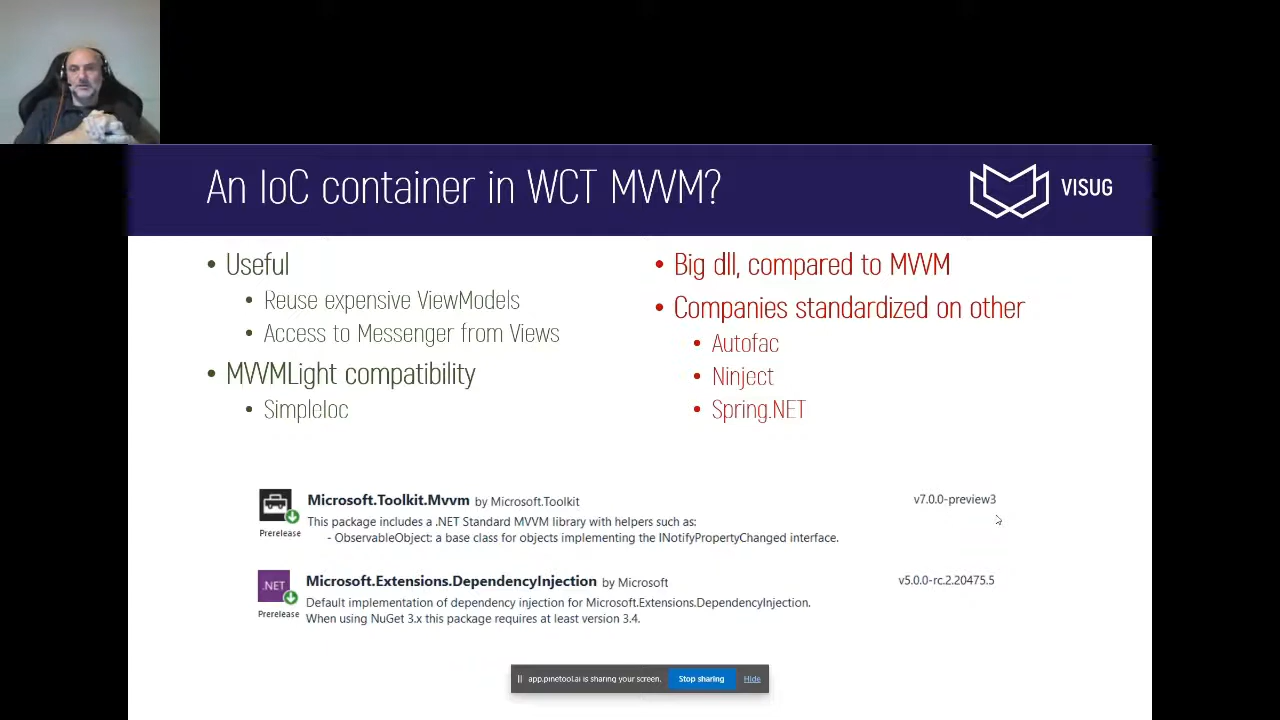 An IoC container in WCT MVVM?
VISUG
• Useful
• Reuse expensive ViewModels
• Access to Messenger from Views
• MVVMLight compatibility
• SimpleIoc
• Big dll, compared to MVVM
• Companies standardized on other
• Autofac
• Ninject
• Spring.NET
Microsoft.Toolkit.Mvvm by Microsoft.Toolkit
v7.0.0-preview3
This package includes a .NET Standard MVVM library with helpers such as:
Prerelease
- ObservableObject: a base class for objects implementing the INotifyPropertyChanged interface.
.NET
Microsoft.Extensions.DependencyInjection by Microsoft
v5.0.0-rc.2.20475.5
Default implementation of dependency injection for Microsoft.Extensions.DependencyInjection.
Prerelease
When using NuGet 3.x this package requires at least version 3.4.
app.pinetool.ai is sharing your screen. Stop sharing Hide